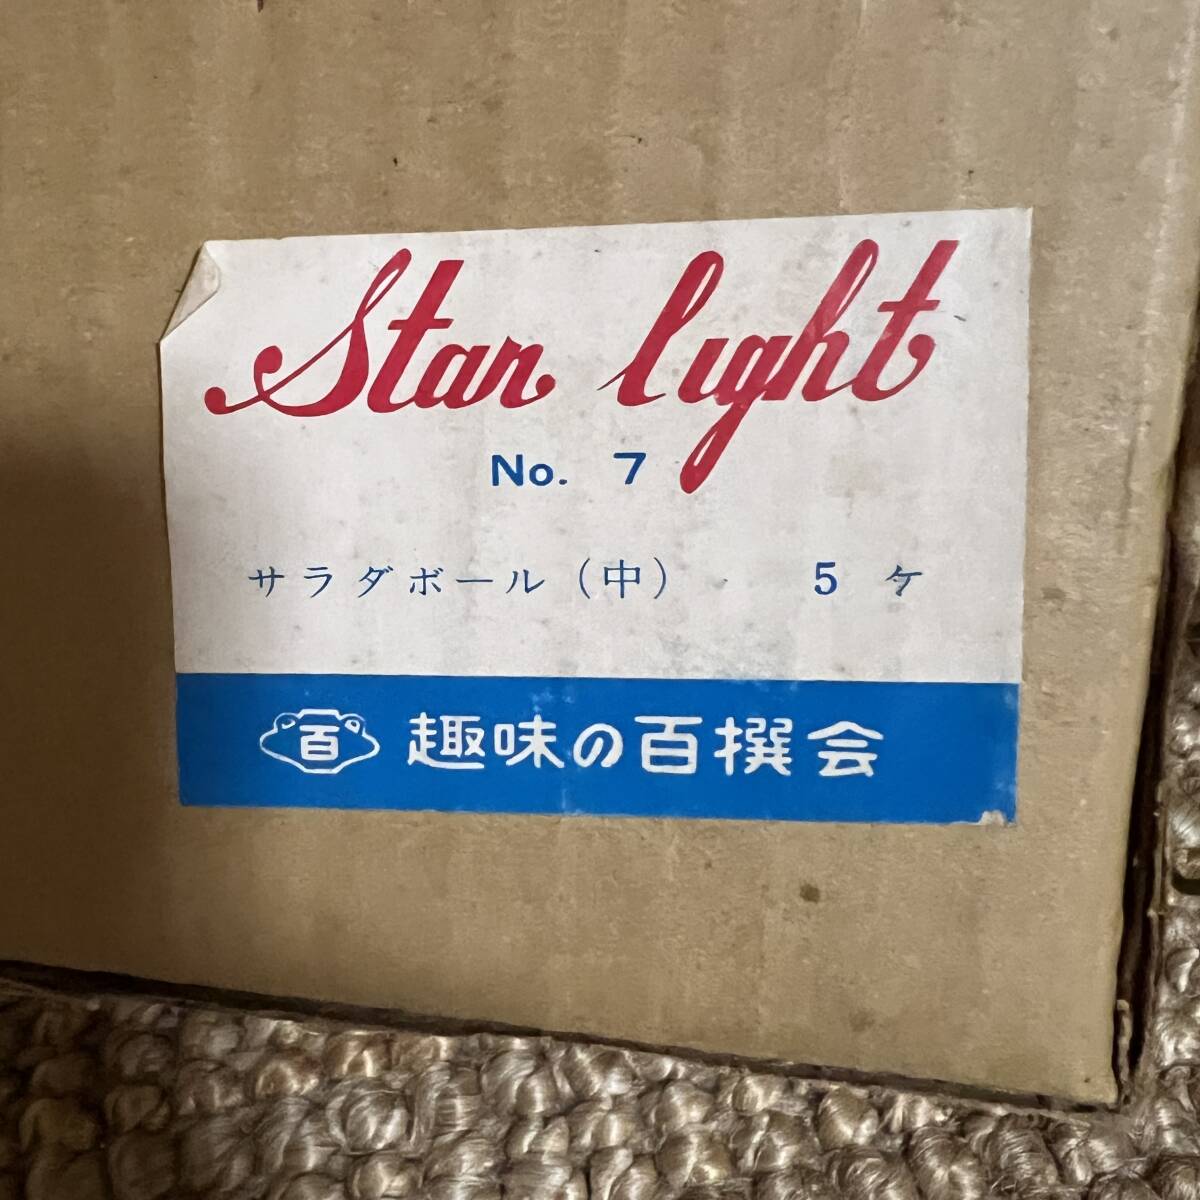 Star light
No. 7
サラダボール(中) 5ケ
百 趣味の百撰会